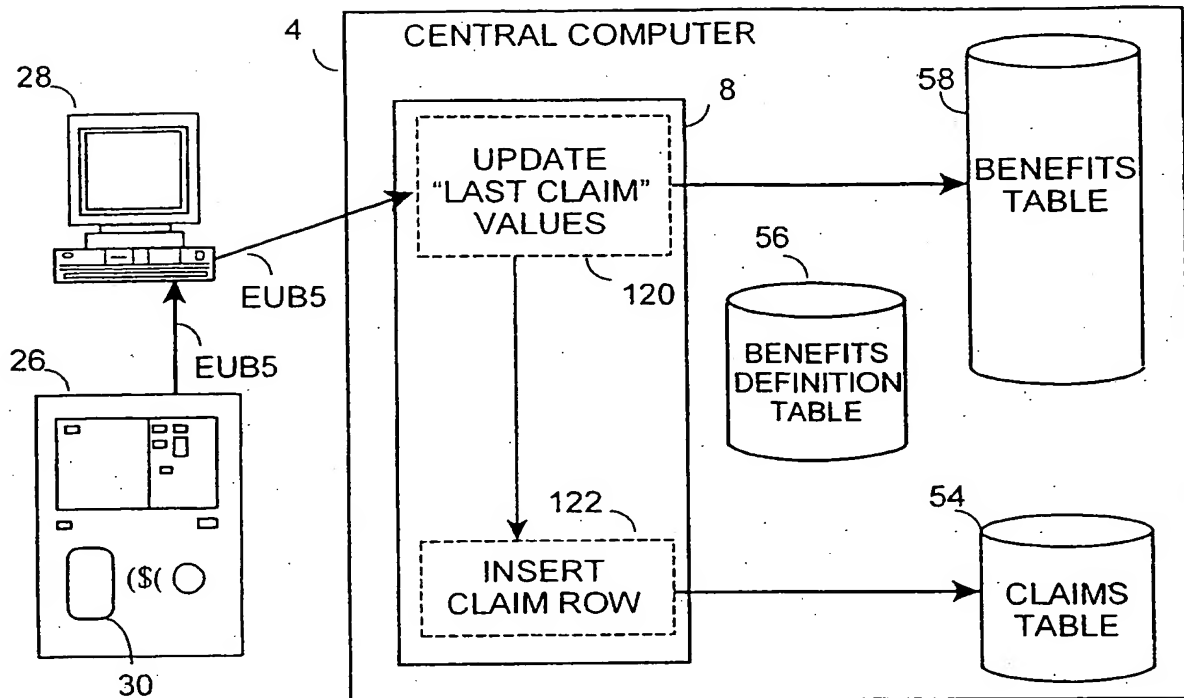 4
CENTRAL COMPUTER
28
8
58
UPDATE
“LAST CLAIM”
VALUES
BENEFITS
TABLE
EUB5
120
56
EUB5
26
BENEFITS
DEFINITION
TABLE
122
54
INSERT
CLAIM ROW
($(
CLAIMS
TABLE
30